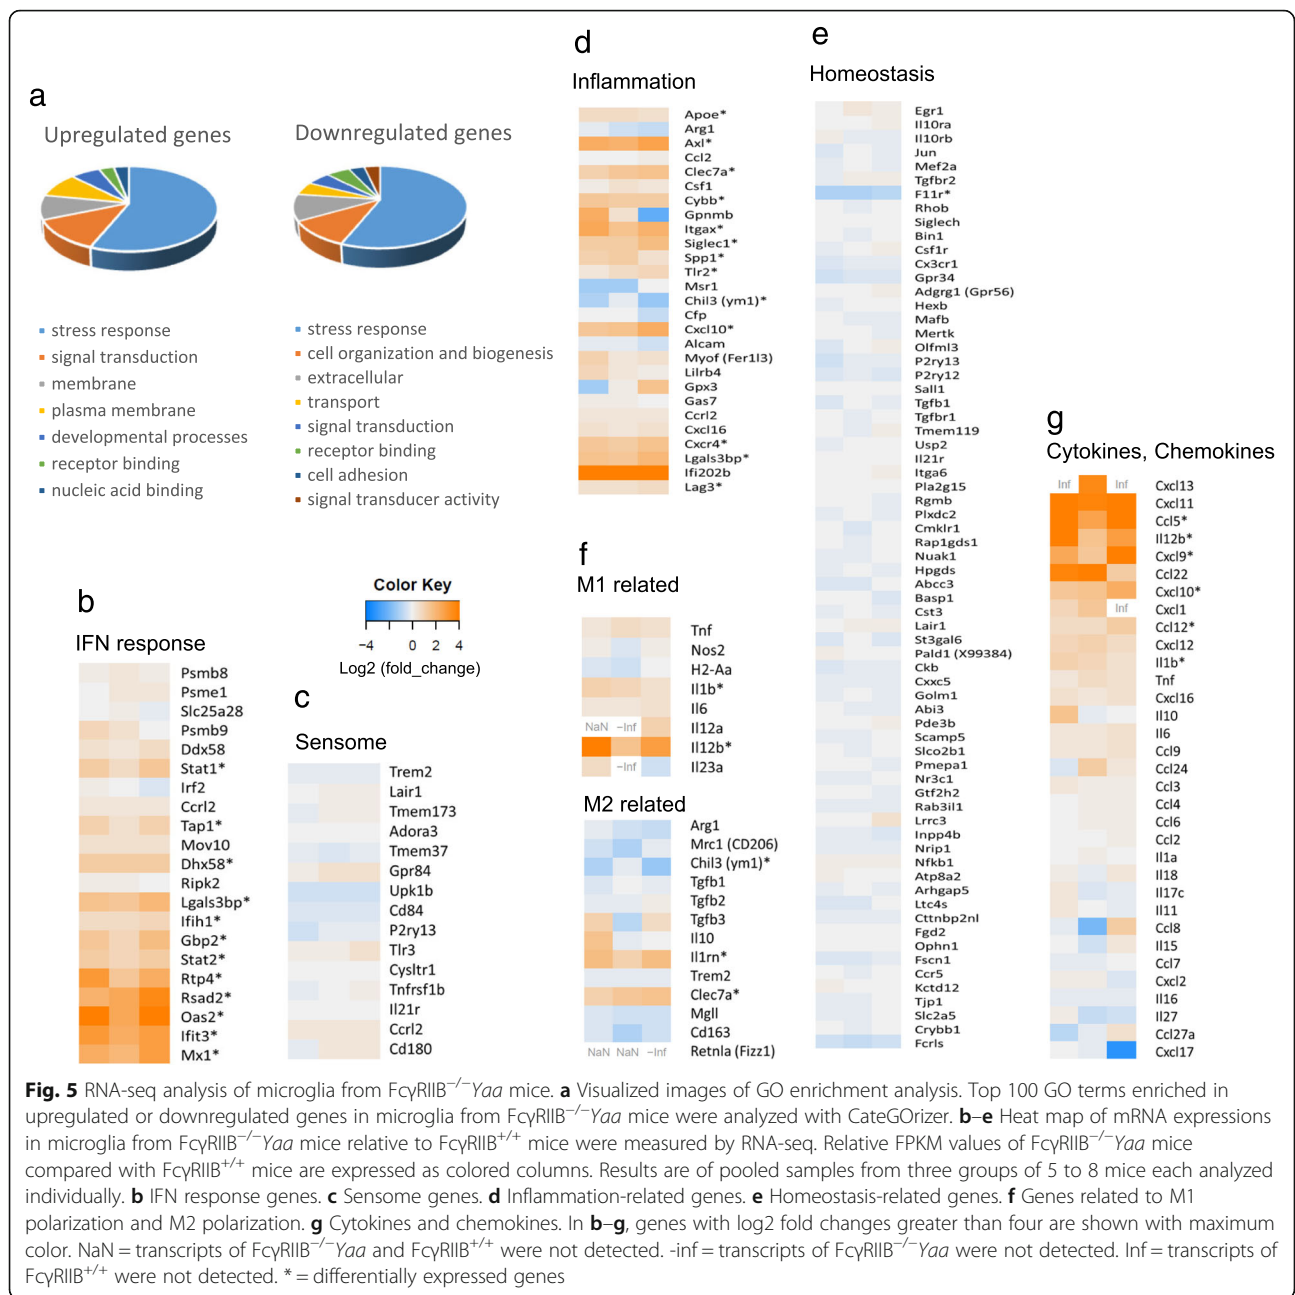 a
Upregulated genes
Downregulated genes
stress response
signal transduction
membrane
plasma membrane
developmental processes
receptor binding
nucleic acid binding
stress response
cell organization and biogenesis
extracellular
transport
signal transduction
receptor binding
cell adhesion
signal transducer activity
b
IFN response
Psmb8
Psme1
Slc25a28
Psmb9
Ddx58
Stat1*
Irf2
Ccrl2
Tap1*
Mov10
Dhx58*
Ripk2
Lgals3bp*
Ifih1*
Gbp2*
Stat2*
Rtp4*
Rsad2*
Oas2*
Ifit3*
Mx1*
Color Key
−4 0 2 4
Log2 (fold_change)
c
Sensome
Trem2
Lair1
Tmem173
Adora3
Tmem37
Gpr84
Upk1b
Cd84
P2ry13
Tlr3
Cysltr1
Tnfrsf1b
Il21r
Ccrl2
Cd180
d
Inflammation
Apoe*
Arg1
Axl*
Ccl2
Clec7a*
Csf1
Cybb*
Gpnmb
Itgax*
Siglec1*
Spp1*
Tlr2*
Msr1
Chil3 (ym1)*
Cfp
Cxcl10*
Alcam
Myof (Fer1l3)
Lilrb4
Gpx3
Gas7
Ccrl2
Cxcl16
Cxcr4*
Lgals3bp*
Ifi202b
Lag3*
e
Homeostasis
Egr1
Il10ra
Il10rb
Jun
Mef2a
Tgfbr2
F11r*
Rhob
Siglech
Bin1
Csf1r
Cx3cr1
Gpr34
Adgrg1 (Gpr56)
Hexb
Mafb
Mertk
Olfml3
P2ry13
P2ry12
Sall1
Tgfb1
Tgfbr1
Tmem119
Usp2
Il21r
Itga6
Pla2g15
Rgmb
Plxdc2
Cmklr1
Rap1gds1
Nuak1
Hpgds
Abcc3
Basp1
Cst3
Lair1
St3gal6
Pald1 (X99384)
Ckb
Cxxc5
Golm1
Abi3
Pde3b
Scamp5
Slco2b1
Pmepa1
Nr3c1
Gtf2h2
Rab3il1
Lrrc3
Inpp4b
Nrip1
Nfkb1
Atp8a2
Arhgap5
Ltc4s
Cttnbp2nl
Fgd2
Ophn1
Fscn1
Ccr5
Kctd12
Tjp1
Slc2a5
Crybb1
Fcrls
f
M1 related
Tnf
Nos2
H2-Aa
Il1b*
Il6
NaN −Inf Il12a
Il12b*
−Inf Il23a
M2 related
Arg1
Mrc1 (CD206)
Chil3 (ym1)*
Tgfb1
Tgfb2
Tgfb3
Il10
Il1rn*
Trem2
Clec7a*
Mgll
Cd163
NaN NaN −Inf Retnla (Fizz1)
g
Cytokines, Chemokines
Inf Inf Cxcl13
Cxcl11
Ccl5*
Il12b*
Cxcl9*
Ccl22
Cxcl10*
Inf Cxcl1
Ccl12*
Cxcl12
Il1b*
Tnf
Cxcl16
Il10
Il6
Ccl9
Ccl24
Ccl3
Ccl4
Ccl6
Ccl2
Il1a
Il18
Il17c
Il11
Ccl8
Il15
Ccl7
Cxcl2
Il16
Il27
Ccl27a
Cxcl17
Fig. 5 RNA-seq analysis of microglia from FcγRIIB−/−Yaa mice. a Visualized images of GO enrichment analysis. Top 100 GO terms enriched in
upregulated or downregulated genes in microglia from FcγRIIB−/−Yaa mice were analyzed with CateGOrizer. b–e Heat map of mRNA expressions
in microglia from FcγRIIB−/−Yaa mice relative to FcγRIIB+/+ mice were measured by RNA-seq. Relative FPKM values of FcγRIIB−/−Yaa mice
compared with FcγRIIB+/+ mice are expressed as colored columns. Results are of pooled samples from three groups of 5 to 8 mice each analyzed
individually. b IFN response genes. c Sensome genes. d Inflammation-related genes. e Homeostasis-related genes. f Genes related to M1
polarization and M2 polarization. g Cytokines and chemokines. In b–g, genes with log2 fold changes greater than four are shown with maximum
color. NaN = transcripts of FcγRIIB−/−Yaa and FcγRIIB+/+ were not detected. -inf = transcripts of FcγRIIB−/−Yaa were not detected. Inf = transcripts of
FcγRIIB+/+ were not detected. * = differentially expressed genes